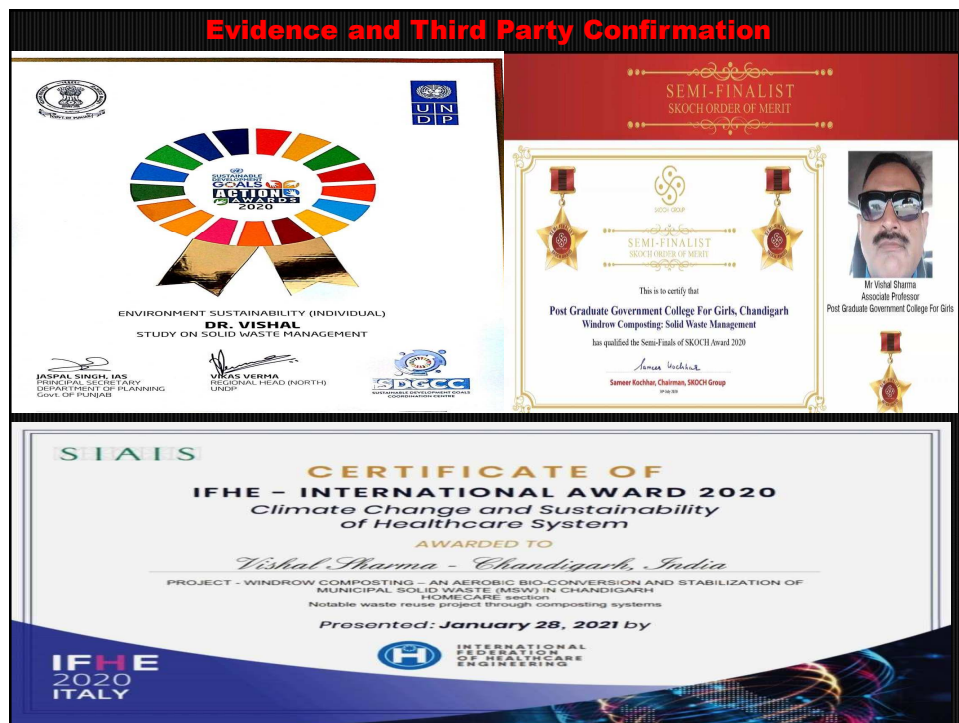 Evidence and Third Party Confirmation
GOVT. OF PUNJAB
U N
D P
SUSTAINABLE
DEVELOPMENT
GOALS
ACTION
AWARDS
2020
ENVIRONMENT SUSTAINABILITY (INDIVIDUAL)
DR. VISHAL
STUDY ON SOLID WASTE MANAGEMENT
JASPAL SINGH, IAS
PRINCIPAL SECRETARY
DEPARTMENT OF PLANNING
Govt. OF PUNJAB
VIKAS VERMA
REGIONAL HEAD (NORTH)
UNDP
SDGCC
SUSTAINABLE DEVELOPMENT GOALS
COORDINATION CENTRE
SEMI-FINALIST
SKOCH ORDER OF MERIT
SKOCH GROUP
SEMI-FINALIST
SKOCH ORDER OF MERIT
This is to certify that
Post Graduate Government College For Girls, Chandigarh
Windrow Composting: Solid Waste Management
has qualified the Semi-Finals of SKOCH Award 2020
Sameer Kochhar
Sameer Kochhar, Chairman, SKOCH Group
Mr Vishal Sharma
Associate Professor
Post Graduate Government College For Girls
SIAIS
CERTIFICATE OF
IFHE – INTERNATIONAL AWARD 2020
Climate Change and Sustainability
of Healthcare System
AWARDED TO
Vishal Sharma - Chandigarh, India
PROJECT - WINDROW COMPOSTING – AN AEROBIC BIO-CONVERSION AND STABILIZATION OF
MUNICIPAL SOLID WASTE (MSW) IN CHANDIGARH
HOMECARE section
Notable waste reuse project through composting systems
Presented: January 28, 2021 by
INTERNATIONAL
FEDERATION
OF HEALTHCARE
ENGINEERING
IFHE
2020
ITALY